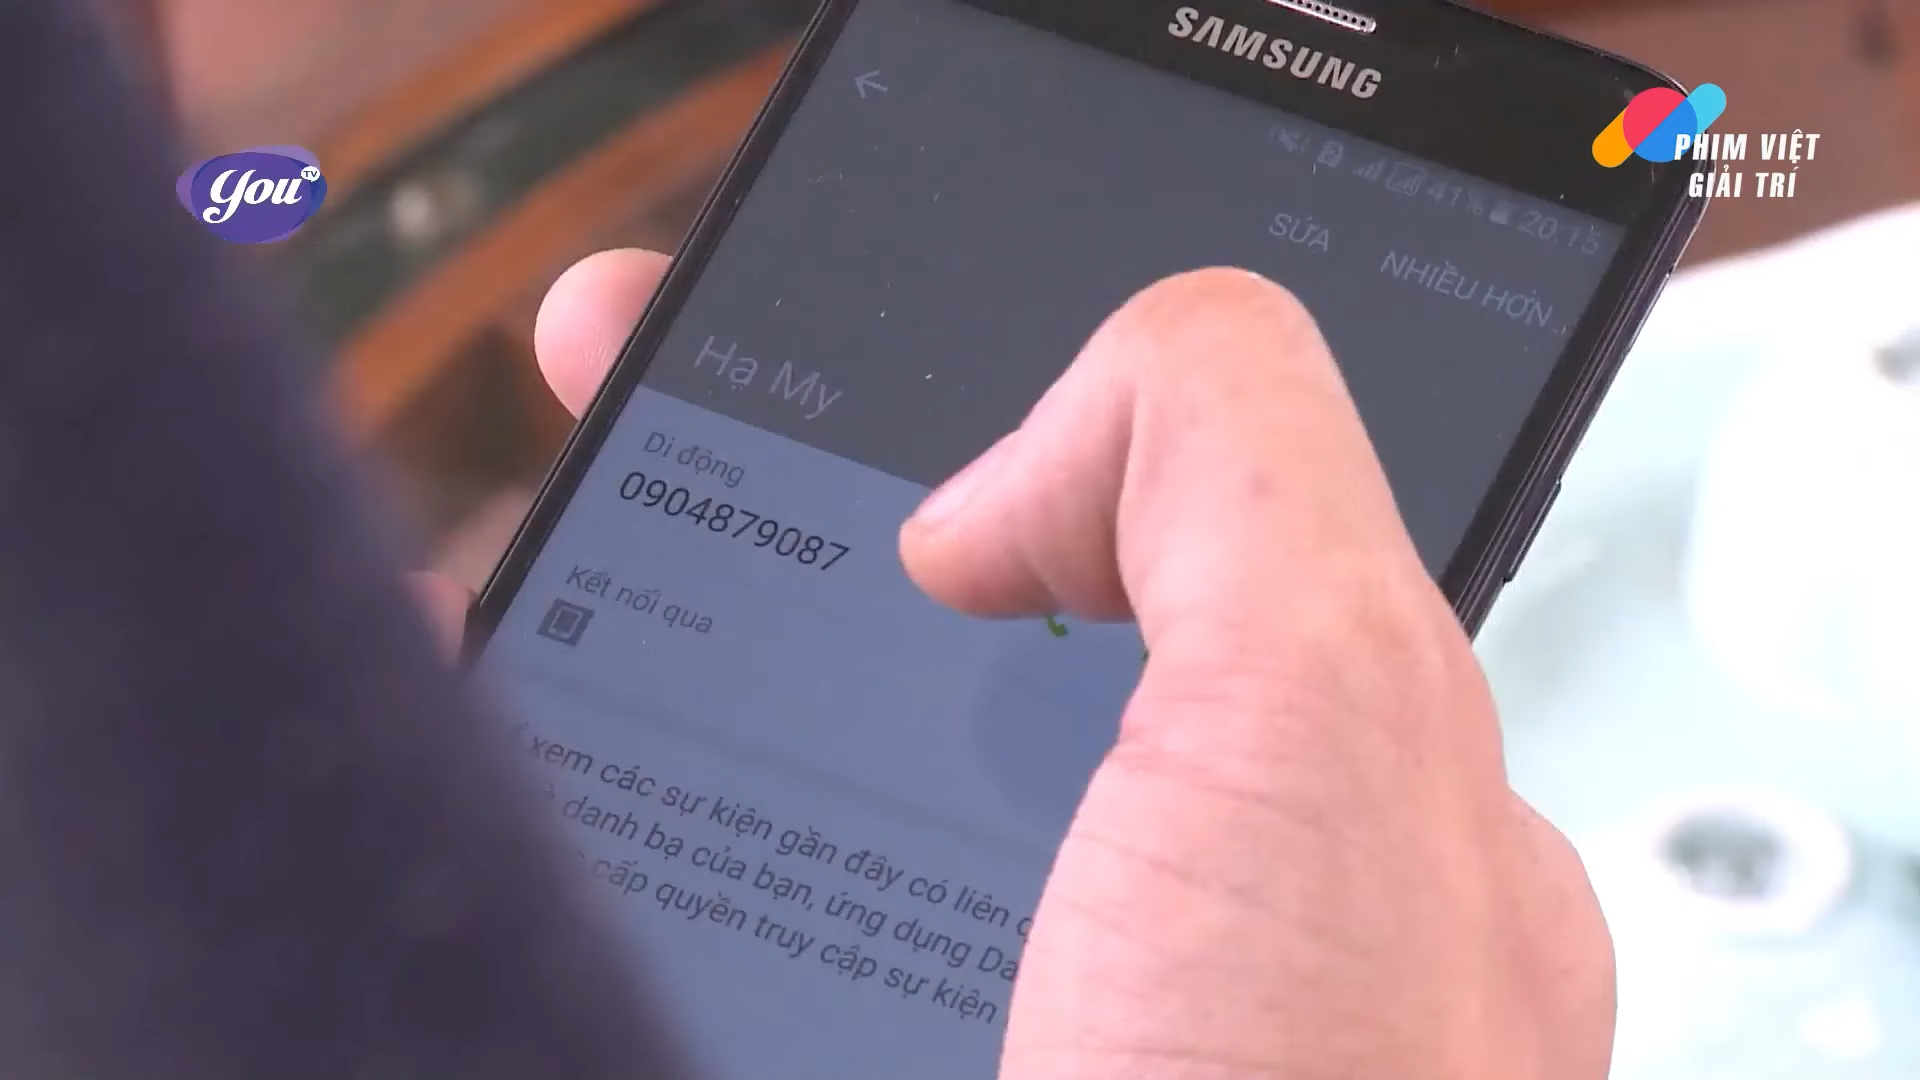 SAMSUNG
you TV
PHIM VIỆT
GIẢI TRÍ
41% 20:15
SỬA NHIỀU HƠN
Hạ My
Di động
0904879087
Kết nối qua
xem các sự kiện gần đây có liên
danh bạ của bạn, ứng dụng
cấp quyền truy cập sự kiện